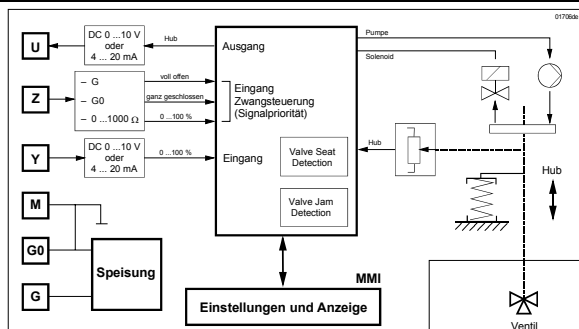 01706de
U
DC 0 ...10 V
oder
4 ... 20 mA
Hub
Ausgang
Pumpe
Solenoid
Z
– G
– G0
– 0 ...1000 Ω
voll offen
ganz geschlossen
0 ...100 %
Eingang
Zwangsteuerung
(Signalpriorität)
Y
DC 0 ...10 V
oder
4 ... 20 mA
0 ...100 %
Eingang
Valve Seat
Detection
Valve Jam
Detection
Hub
Hub
M
G0
G
Speisung
MMI
Einstellungen und Anzeige
Ventil